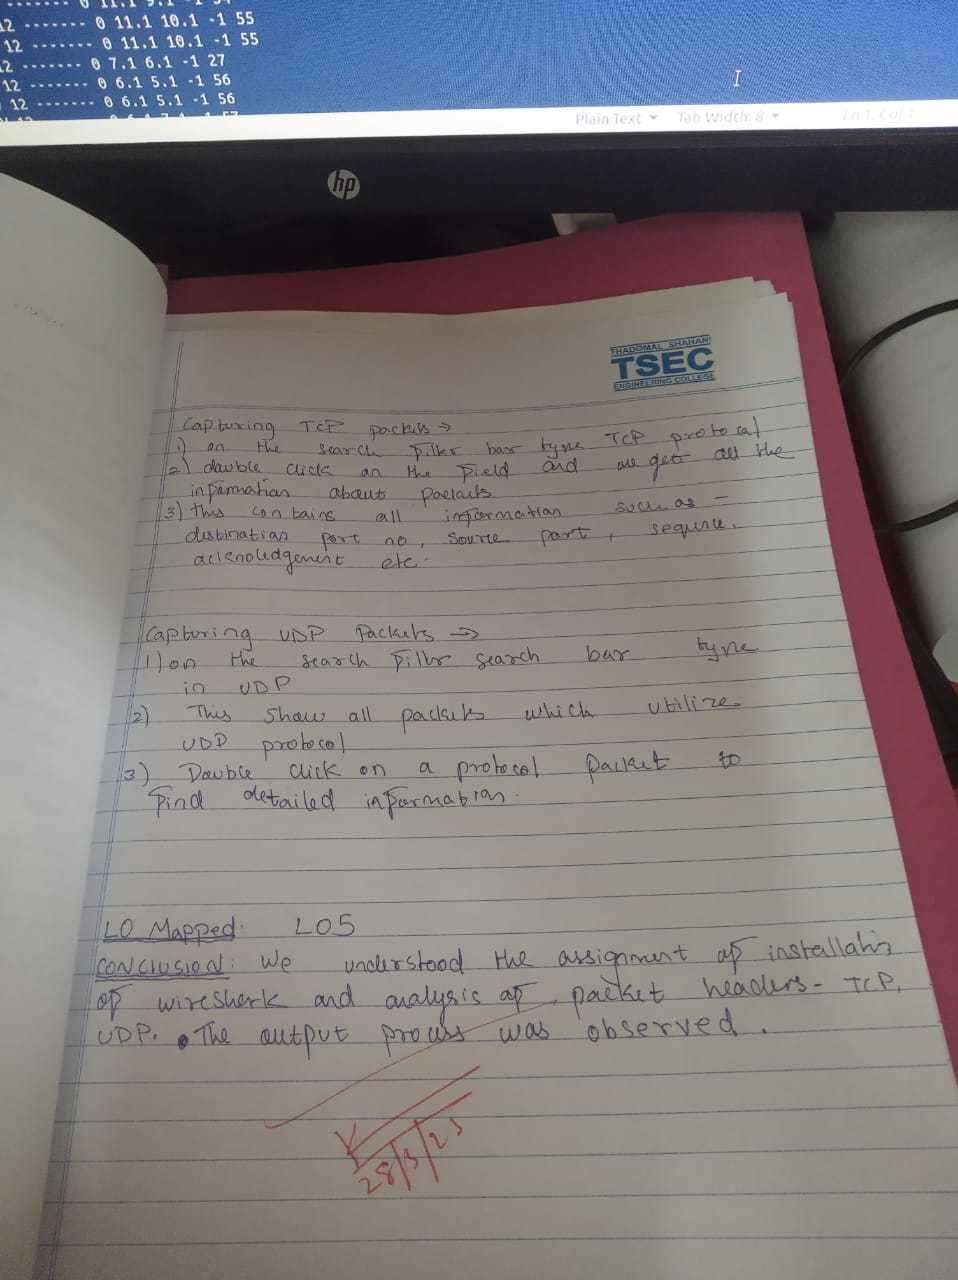 12 ------- 0 11.1 10.1 -1 55
12 ------- 0 11.1 10.1 -1 55
12 ------- 0 7.1 6.1 -1 27
12 ------- 0 6.1 5.1 -1 56
12 ------- 0 6.1 5.1 -1 56
Plain Text Tab Width: 8 Ln 1, Col 1
hp
THADOMAL SHAHANI
TSEC
ENGINEERING COLLEGE
Capturing TCP packets →
1) on the search filter bar type TCP protocal
2) double click on the field and we get all the
information about packets
3) this contains all information such as -
distination port no, source port, sequnce,
acknoledgement etc.
Capturing UDP Packets →
1) on the search filter search bar type
in UDP
2) This show all packets which utilize
UDP protocol
3) Double click on a protocol packet to
find detailed information.
LO Mapped: LO5
CONCLUSION: We understood the assignment of installation
of wireshark and analysis of packet headers - TCP,
UDP. The output process was observed.
28/3/23